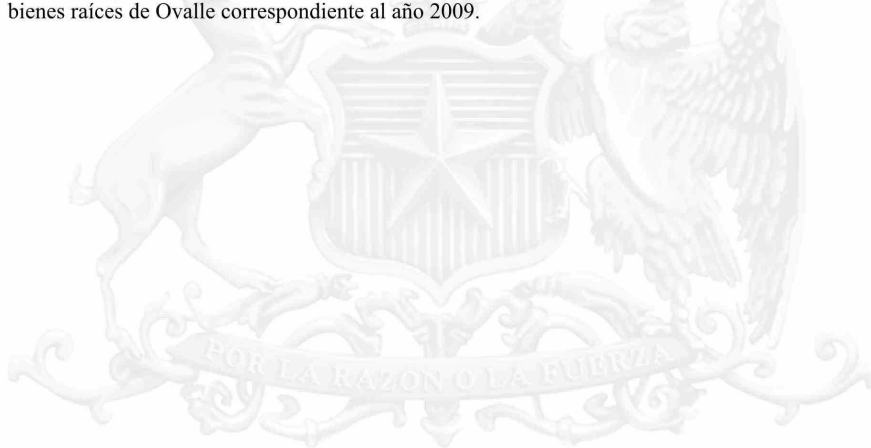 bienes raíces de Ovalle correspondiente al año 2009.
POR LA RAZON O LA FUERZA